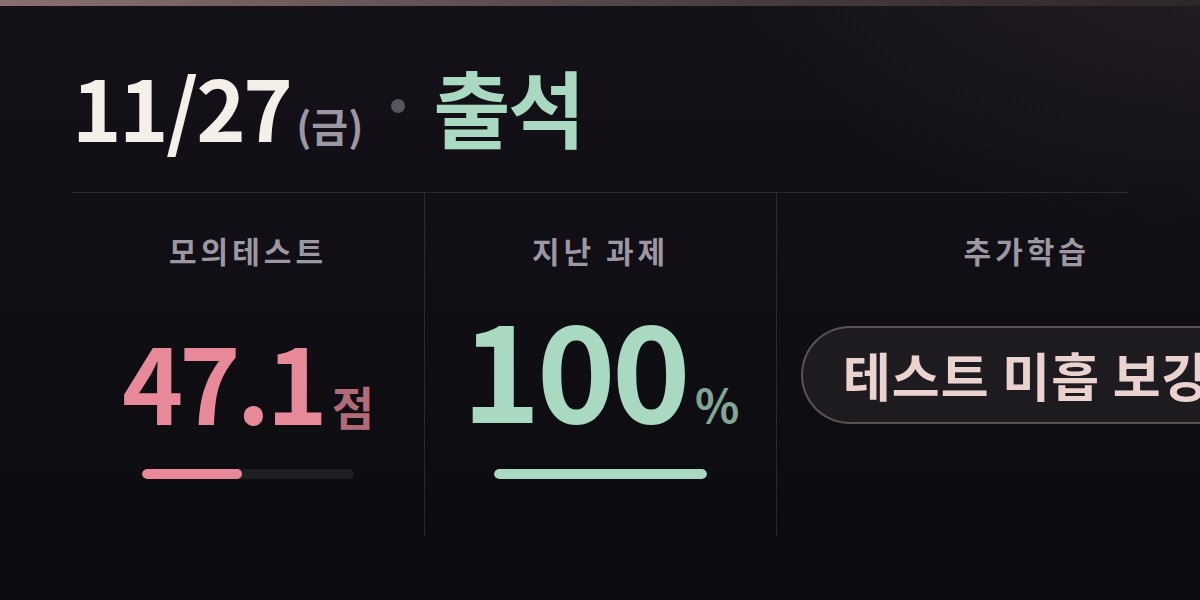 11/27 (금) • 출석
모의테스트
47.1 점
지난 과제
100 %
추가학습
테스트 미흡 보강